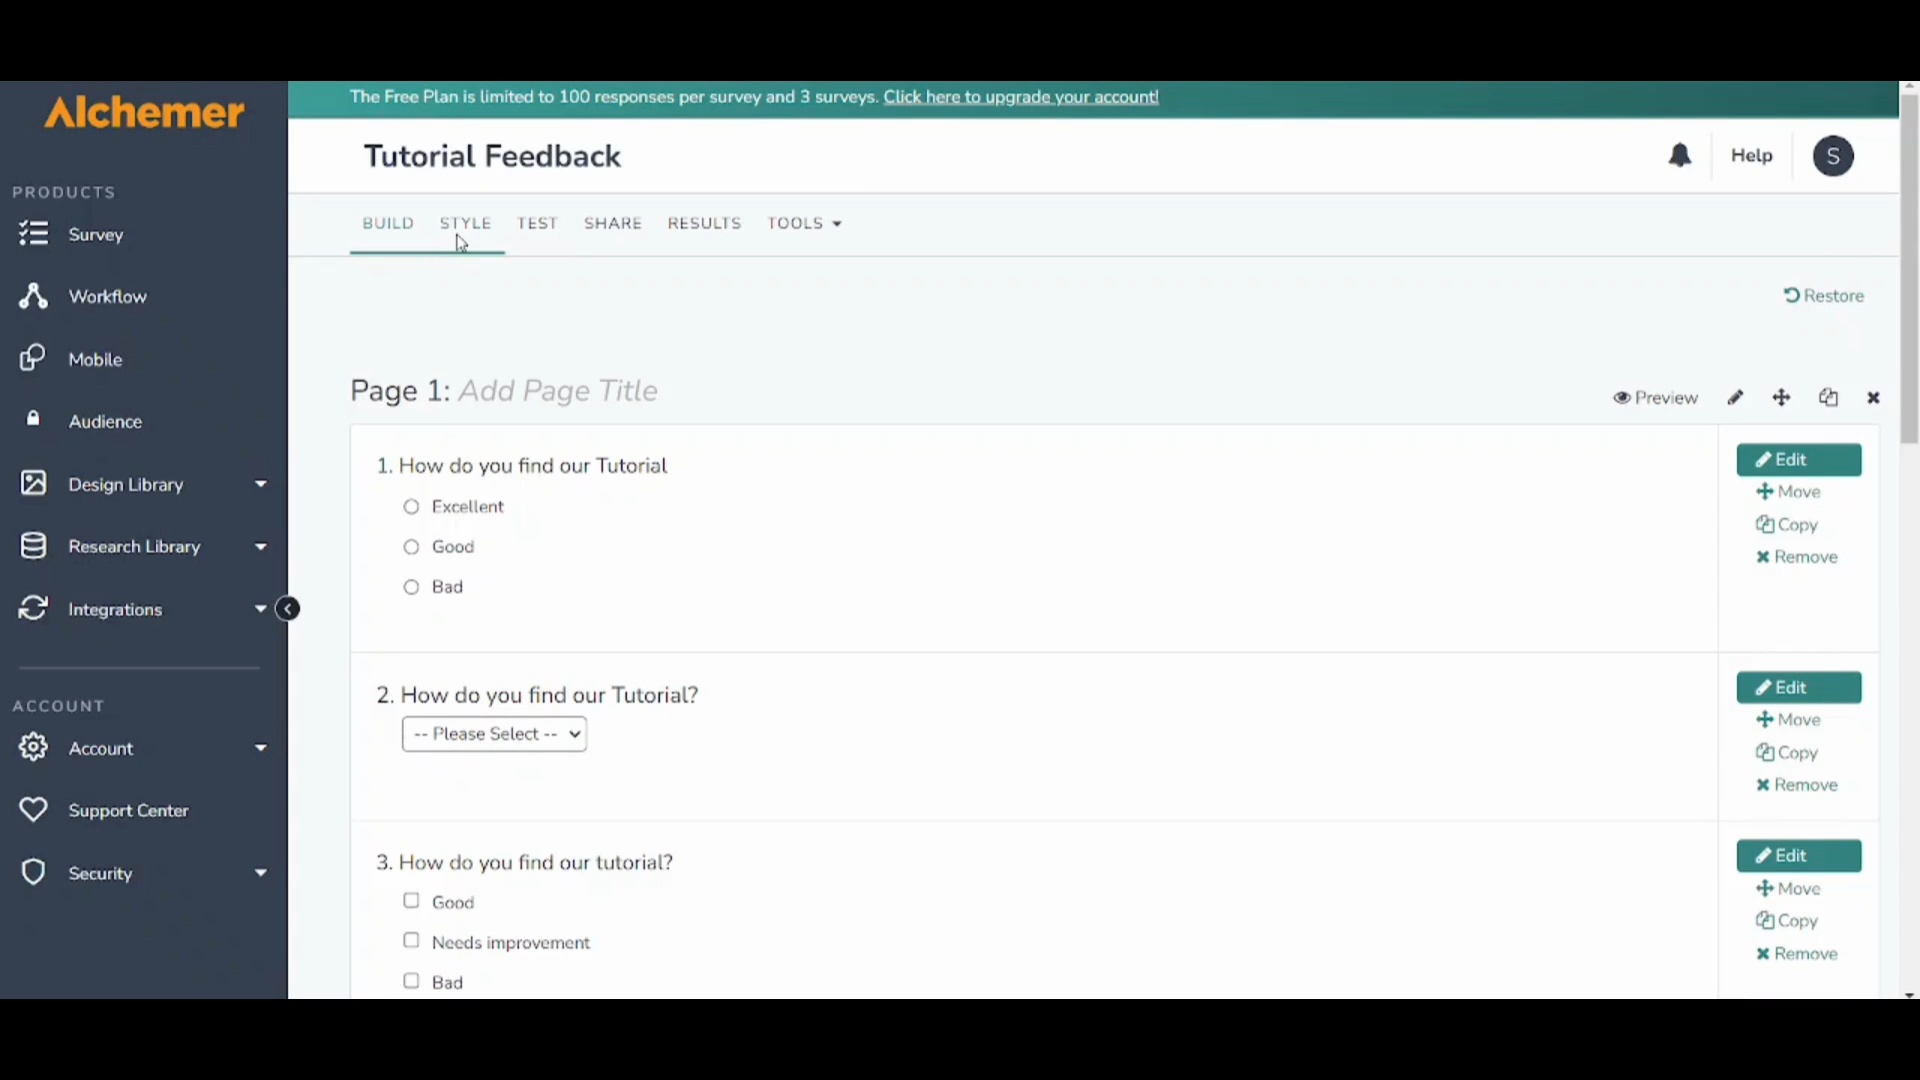 Alchemer
The Free Plan is limited to 100 responses per survey and 3 surveys. Click here to upgrade your account!
Tutorial Feedback
Help
S
PRODUCTS
Survey
Workflow
Mobile
Audience
Design Library
Research Library
Integrations
ACCOUNT
Account
Support Center
Security
BUILD STYLE TEST SHARE RESULTS TOOLS
Restore
Page 1: Add Page Title
Preview
1. How do you find our Tutorial
Excellent
Good
Bad
Edit
Move
Copy
Remove
2. How do you find our Tutorial?
-- Please Select --
Edit
Move
Copy
Remove
3. How do you find our tutorial?
Good
Needs improvement
Bad
Edit
Move
Copy
Remove